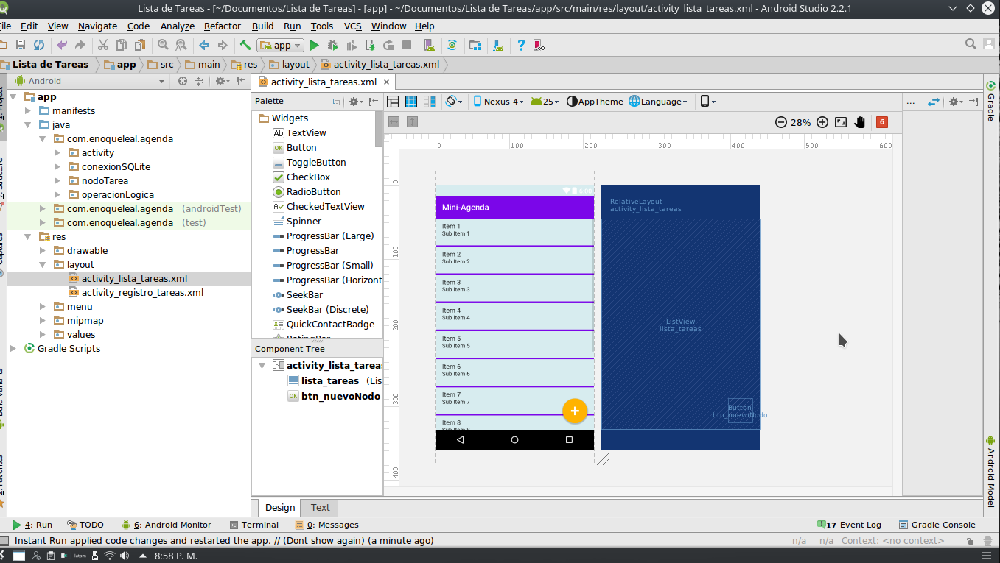 Lista de Tareas - [~/Documentos/Lista de Tareas] - [app] - ~/Documentos/Lista de Tareas/app/src/main/res/layout/activity_lista_tareas.xml - Android Studio 2.2.1
Edit View Navigate Code Analyze Refactor Build Run Tools VCS Window Help
app
Lista de Tareas app src main res layout activity_lista_tareas.xml
Android
activity_lista_tareas.xml
Palette
Nexus 4 25 AppTheme Language
28% 6
app
manifests
java
com.enoqueleal.agenda
activity
conexionSQLite
nodoTarea
operacionLogica
com.enoqueleal.agenda (androidTest)
com.enoqueleal.agenda (test)
res
drawable
layout
activity_lista_tareas.xml
activity_registro_tareas.xml
menu
mipmap
values
Gradle Scripts
Widgets
TextView
Button
ToggleButton
CheckBox
RadioButton
CheckedTextView
Spinner
ProgressBar (Large)
ProgressBar
ProgressBar (Small)
ProgressBar (Horizont
SeekBar
SeekBar (Discrete)
QuickContactBadge
Component Tree
activity_lista_tareas
lista_tareas (Lis
OK btn_nuevoNodo
0 100 200 300 400 500 600
0
100
200
300
400
6:00
Mini-Agenda
Item 1
Sub Item 1
Item 2
Sub Item 2
Item 3
Sub Item 3
Item 4
Sub Item 4
Item 5
Sub Item 5
Item 6
Sub Item 6
Item 7
Sub Item 7
Item 8
RelativeLayout
activity_lista_tareas
ListView
lista_tareas
Button
btn_nuevoNodo
Gradle
Android Model
Design Text
4: Run TODO 6: Android Monitor Terminal 0: Messages
17 Event Log Gradle Console
Instant Run applied code changes and restarted the app. // (Dont show again) (a minute ago)
n/a n/a Context: <no context>
latam 8:58 P. M.